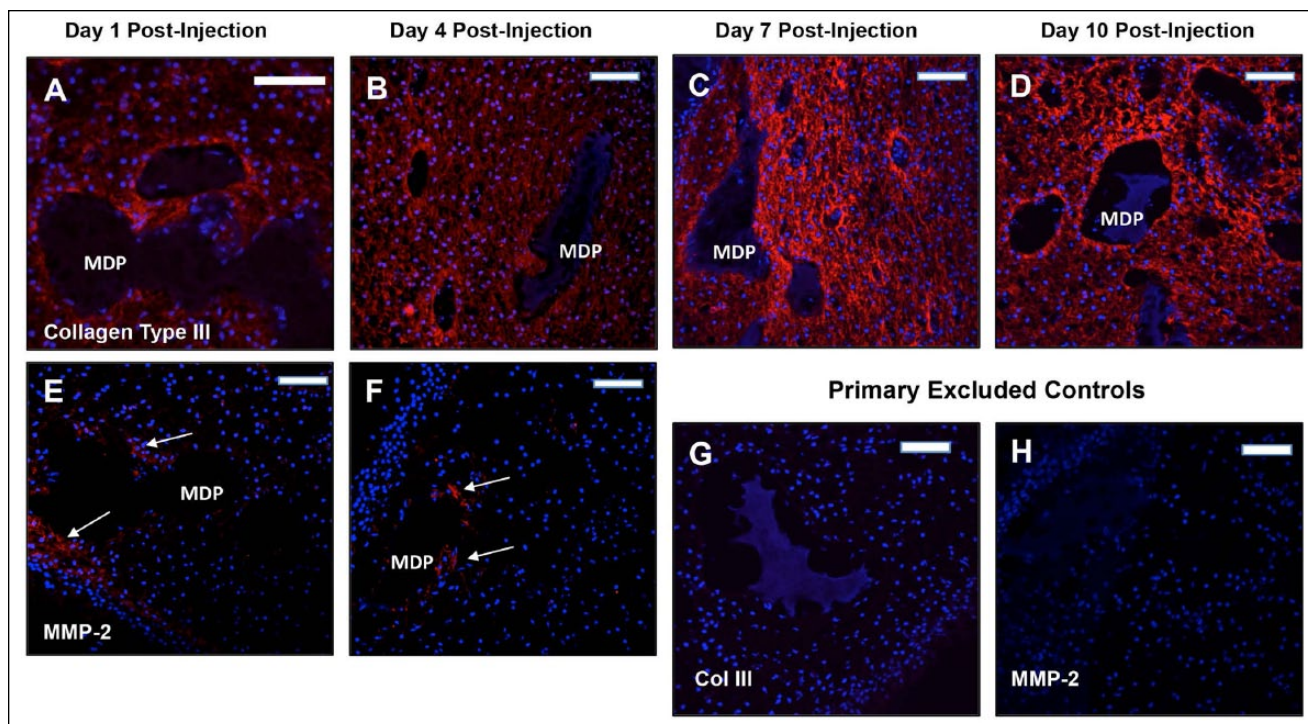 Day 1 Post-Injection
Day 4 Post-Injection
Day 7 Post-Injection
Day 10 Post-Injection
A
B
C
D
MDP
MDP
MDP
MDP
Collagen Type III
E
F
Primary Excluded Controls
MDP
MDP
G
H
MMP-2
Col III
MMP-2